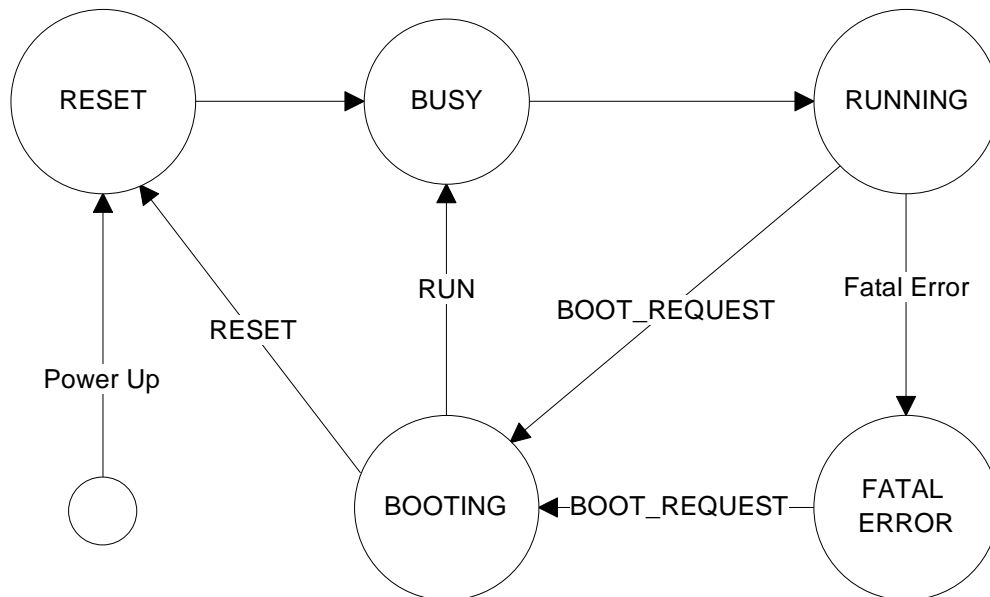 RESET
BUSY
RUNNING
RUN
Fatal Error
BOOT_REQUEST
RESET
Power Up
BOOTING
BOOT_REQUEST
FATAL
ERROR